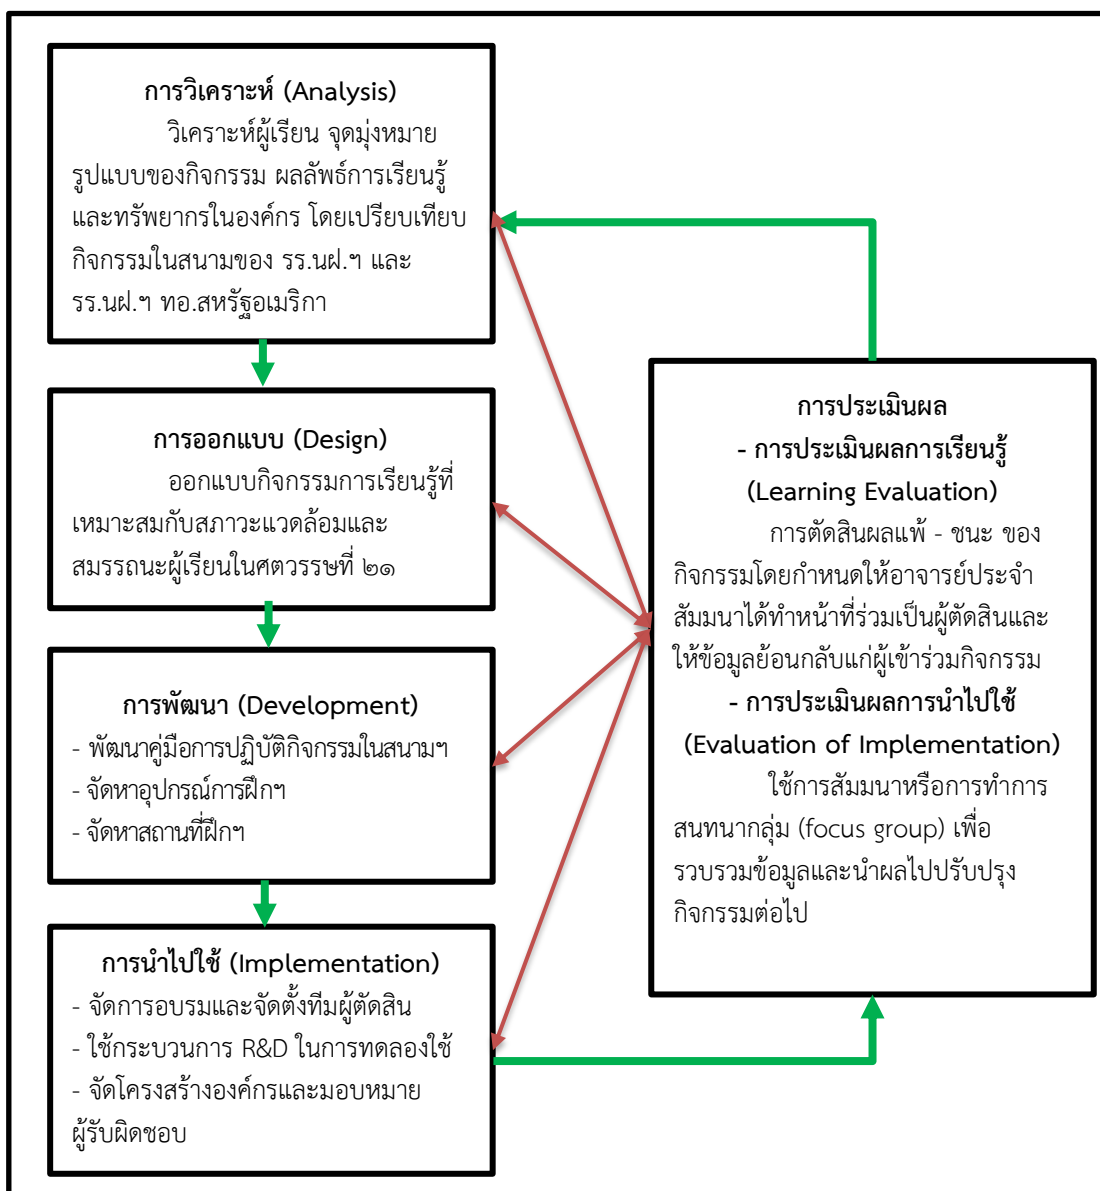 การวิเคราะห์ (Analysis)
วิเคราะห์ผู้เรียน จุดมุ่งหมาย
รูปแบบของกิจกรรม ผลลัพธ์การเรียนรู้
และทรัพยากรในองค์กร โดยเปรียบเทียบ
กิจกรรมในสนามของ รร.นฝ.ฯ และ
รร.นฝ.ฯ ทอ.สหรัฐอเมริกา
การออกแบบ (Design)
ออกแบบกิจกรรมการเรียนรู้ที่
เหมาะสมกับสภาวะแวดล้อมและ
สมรรถนะผู้เรียนในศตวรรษที่ ๒๑
การพัฒนา (Development)
- พัฒนาคู่มือการปฏิบัติกิจกรรมในสนามฯ
- จัดหาอุปกรณ์การฝึกฯ
- จัดหาสถานที่ฝึกฯ
การนำไปใช้ (Implementation)
- จัดการอบรมและจัดตั้งทีมผู้ตัดสิน
- ใช้กระบวนการ R&D ในการทดลองใช้
- จัดโครงสร้างองค์กรและมอบหมาย
ผู้รับผิดชอบ
การประเมินผล
- การประเมินผลการเรียนรู้
(Learning Evaluation)
การตัดสินผลแพ้ - ชนะ ของ
กิจกรรมโดยกำหนดให้อาจารย์ประจำ
สัมมนาได้ทำหน้าที่ร่วมเป็นผู้ตัดสินและ
ให้ข้อมูลย้อนกลับแก่ผู้เข้าร่วมกิจกรรม
- การประเมินผลการนำไปใช้
(Evaluation of Implementation)
ใช้การสัมมนาหรือการทำการ
สนทนากลุ่ม (focus group) เพื่อ
รวบรวมข้อมูลและนำผลไปปรับปรุง
กิจกรรมต่อไป